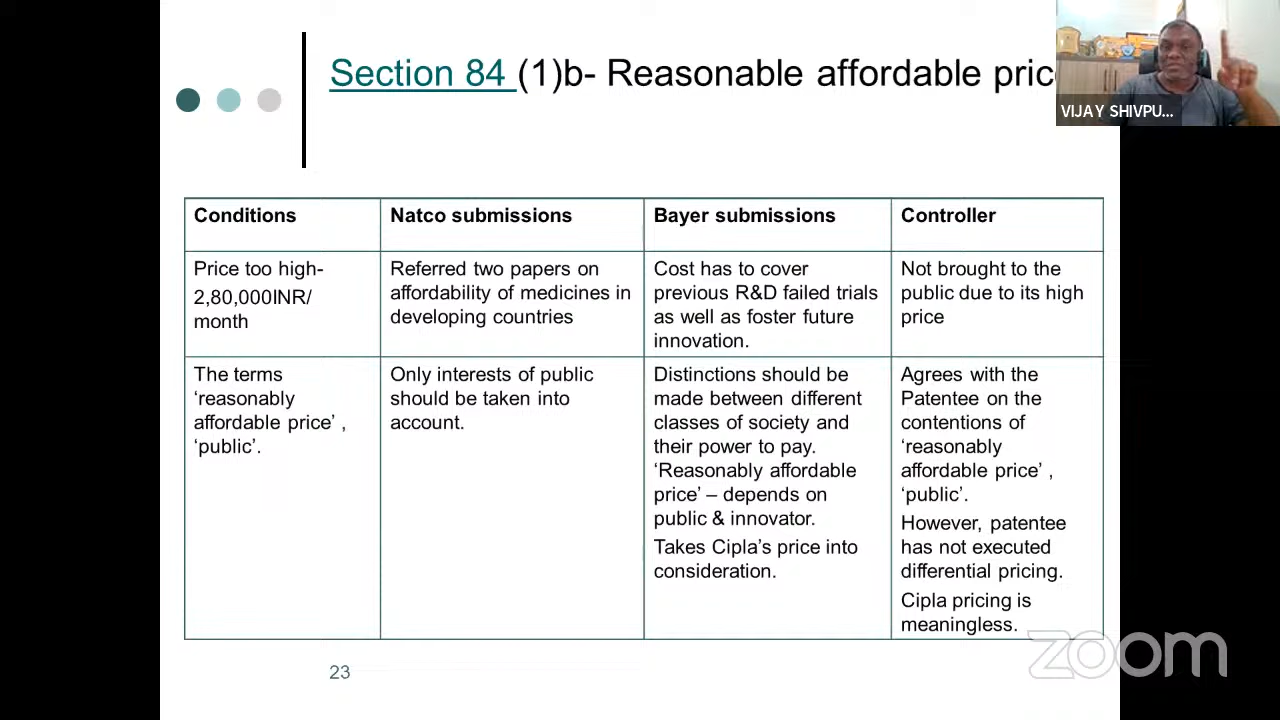 Section 84 (1)b- Reasonable affordable pric
VIJAY SHIVPU...
Conditions
Natco submissions
Bayer submissions
Controller
Price too high-
2,80,000INR/
month
Referred two papers on
affordability of medicines in
developing countries
Cost has to cover
previous R&D failed trials
as well as foster future
innovation.
Not brought to the
public due to its high
price
The terms
‘reasonably
affordable price’ ,
‘public’.
Only interests of public
should be taken into
account.
Distinctions should be
made between different
classes of society and
their power to pay.
‘Reasonably affordable
price’ – depends on
public & innovator.
Takes Cipla’s price into
consideration.
Agrees with the
Patentee on the
contentions of
‘reasonably
affordable price’ ,
‘public’.
However, patentee
has not executed
differential pricing.
Cipla pricing is
meaningless.
23
zoom